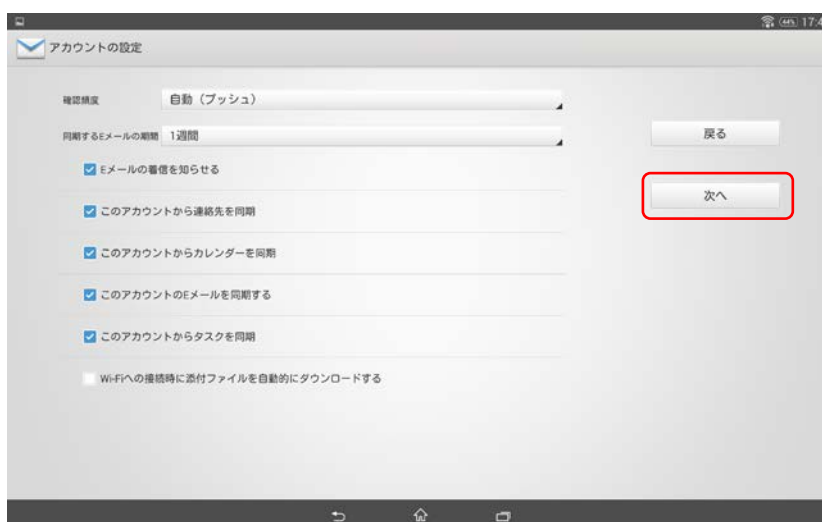 44% 17:4
アカウントの設定
確認頻度 自動（プッシュ）
同期するEメールの期間 1週間
戻る
Eメールの着信を知らせる
次へ
このアカウントから連絡先を同期
このアカウントからカレンダーを同期
このアカウントのEメールを同期する
このアカウントからタスクを同期
Wi-Fiへの接続時に添付ファイルを自動的にダウンロードする